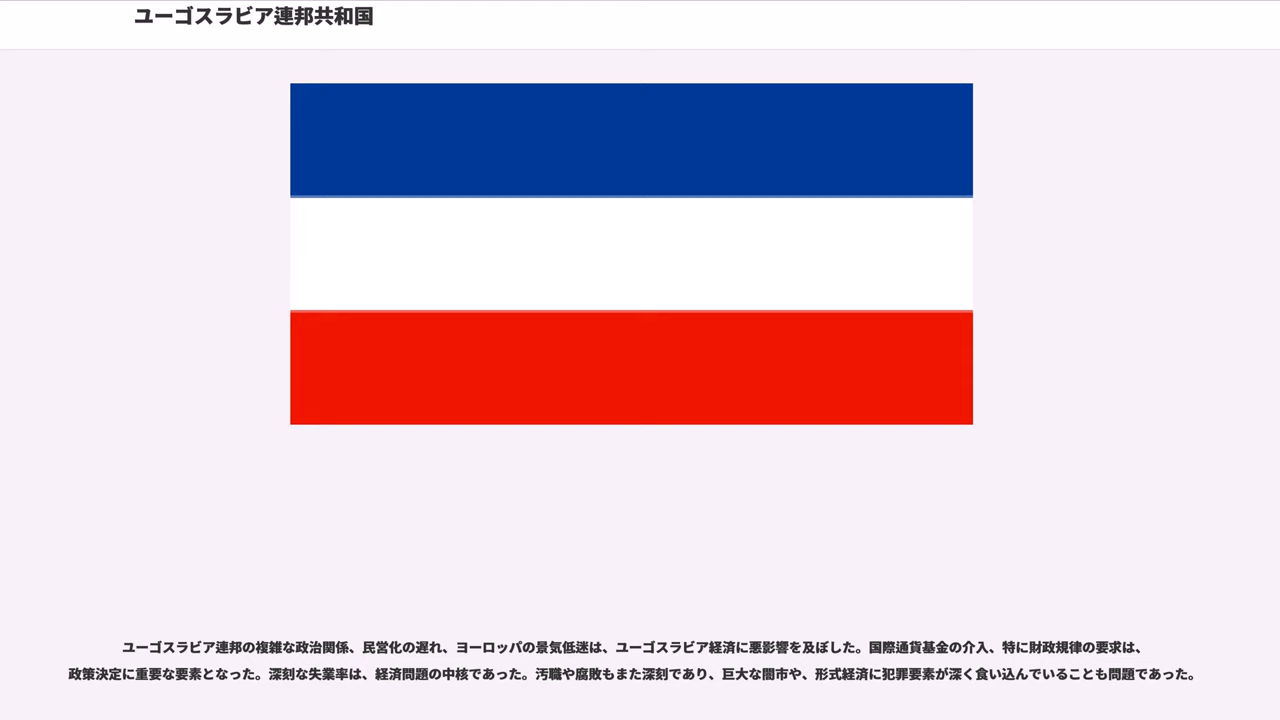 ユーゴスラビア連邦共和国
ユーゴスラビア連邦の複雑な政治関係、民営化の遅れ、ヨーロッパの景気低迷は、ユーゴスラビア経済に悪影響を及ぼした。国際通貨基金の介入、特に財政規律の要求は、
政策決定に重要な要素となった。深刻な失業率は、経済問題の中核であった。汚職や腐敗もまた深刻であり、巨大な闇市や、形式経済に犯罪要素が深く食い込んでいることも問題であった。